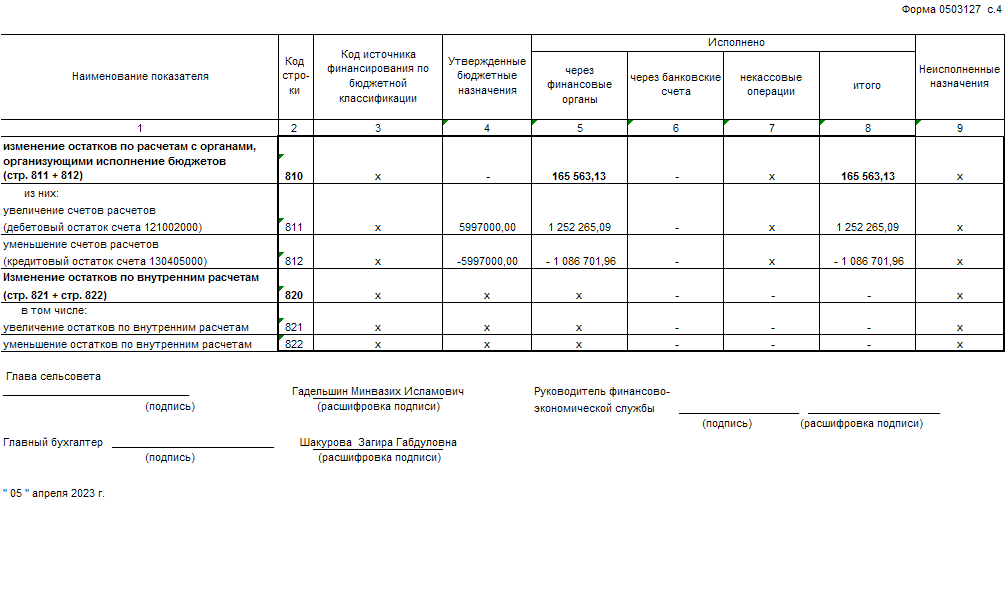 Форма 0503127 с.4
Наименование показателя
Код
стро-
ки
Код источника
финансирования по
бюджетной
классификации
Утвержденные
бюджетные
назначения
Исполнено
через
финансовые
органы
через банковские
счета
некассовые
операции
итого
Неисполненные
назначения
1 2 3 4 5 6 7 8 9
изменение остатков по расчетам с органами,
организующими исполнение бюджетов
(стр. 811 + 812) 810 х - 165 563,13 - х 165 563,13 х
из них:
увеличение счетов расчетов
(дебетовый остаток счета 121002000) 811 х 5997000,00 1 252 265,09 - х 1 252 265,09 х
уменьшение счетов расчетов
(кредитовый остаток счета 130405000) 812 х -5997000,00 - 1 086 701,96 - х - 1 086 701,96 х
Изменение остатков по внутренним расчетам
(стр. 821 + стр. 822) 820 х х х - - - х
в том числе:
увеличение остатков по внутренним расчетам 821 х х х - - - х
уменьшение остатков по внутренним расчетам 822 х х х - - - х
Глава сельсовета
Гадельшин Минвазих Исламович
(подпись) (расшифровка подписи)
Руководитель финансово-
экономической службы
(подпись) (расшифровка подписи)
Главный бухгалтер Шакурова Загира Габдуловна
(подпись) (расшифровка подписи)
" 05 " апреля 2023 г.